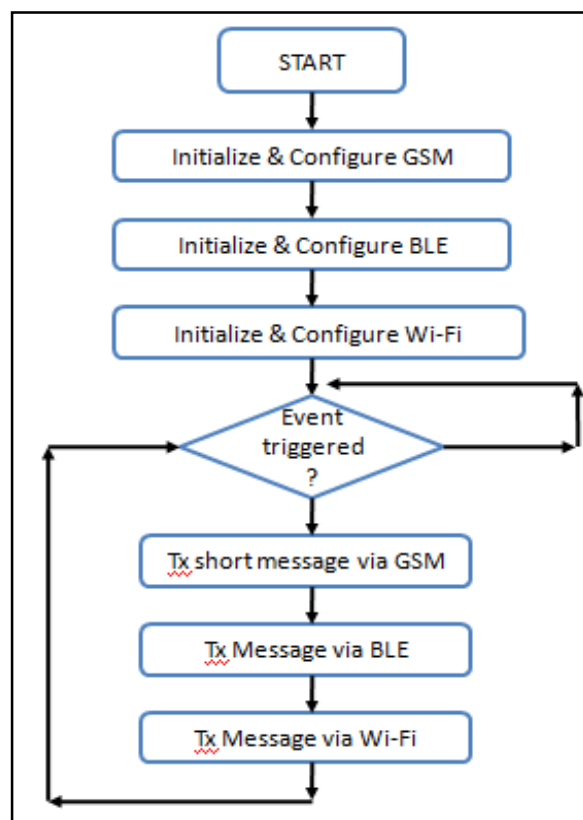 START
Initialize & Configure GSM
Initialize & Configure BLE
Initialize & Configure Wi-Fi
Event
triggered
?
Tx short message via GSM
Tx Message via BLE
Tx Message via Wi-Fi